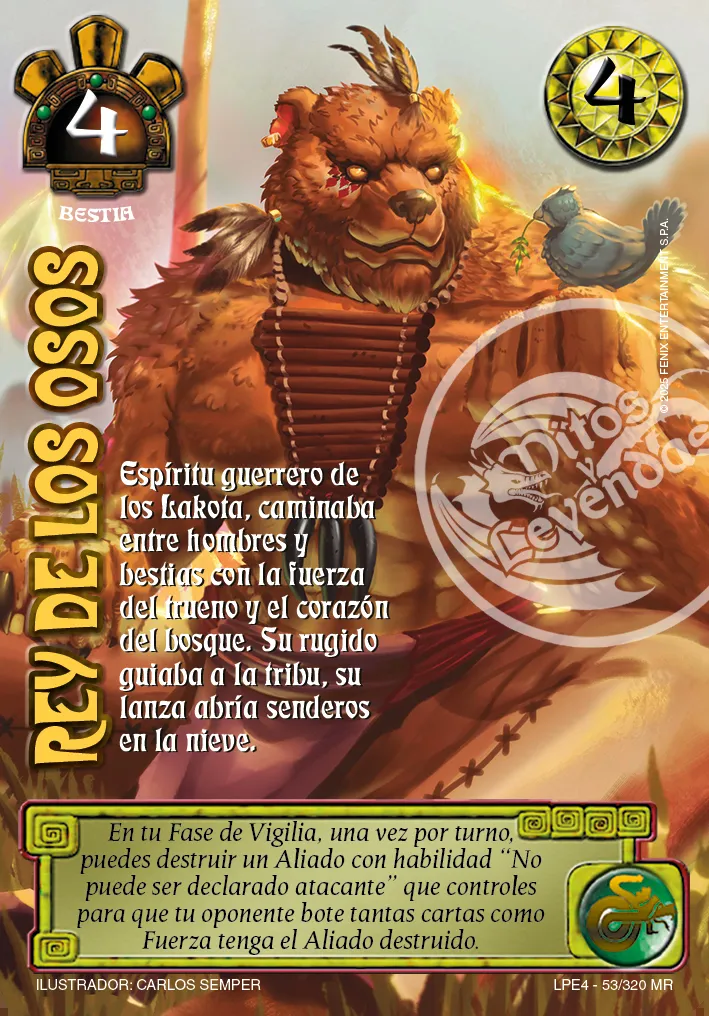 4
4
BESTIA
REY DE LOS OSOS
© 2025 FENIX ENTERTAINMENT S.P.A.
Mitos
y
Leyendas
Espíritu guerrero de
los Lakota, caminaba
entre hombres y
bestias con la fuerza
del trueno y el corazón
del bosque. Su rugido
guiaba a la tribu, su
lanza abría senderos
en la nieve.
En tu Fase de Vigilia, una vez por turno,
puedes destruir un Aliado con habilidad “No
puede ser declarado atacante” que controles
para que tu oponente bote tantas cartas como
Fuerza tenga el Aliado destruido.
ILUSTRADOR: CARLOS SEMPER
LPE4 - 53/320 MR